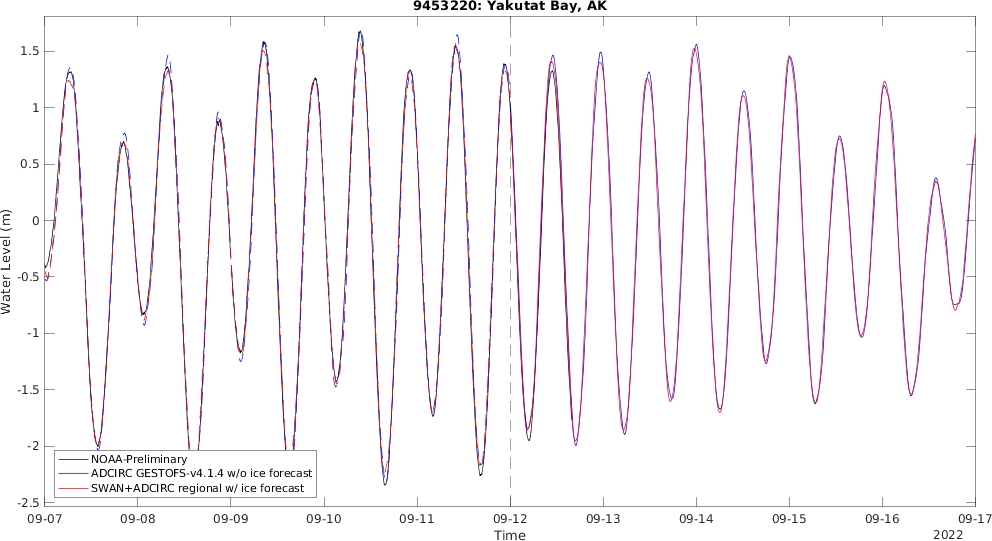 9453220: Yakutat Bay, AK
Water Level (m)
1.5
1
0.5
0
-0.5
-1
-1.5
-2
-2.5
NOAA-Preliminary
ADCIRC GESTOFS-v4.1.4 w/o ice forecast
SWAN+ADCIRC regional w/ ice forecast
09-07 09-08 09-09 09-10 09-11 09-12 09-13 09-14 09-15 09-16 09-17
Time
2022